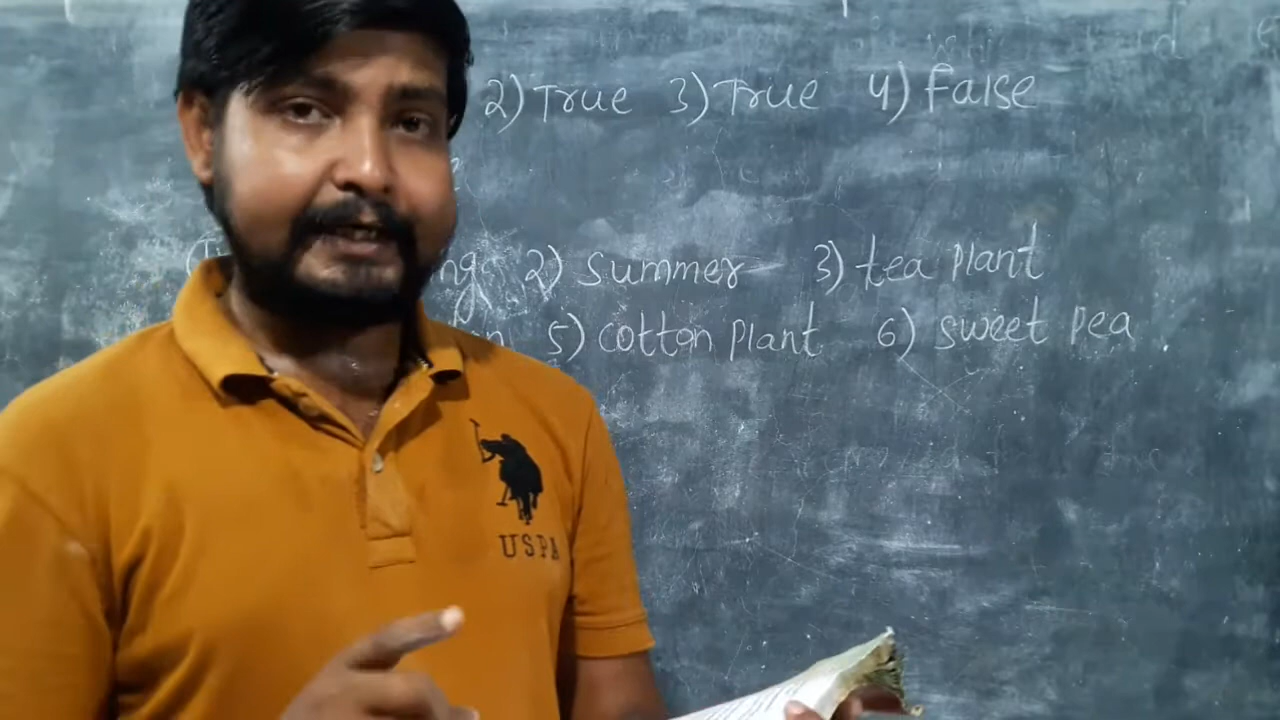 2) True 3) True 4) False
2) Summer 3) tea plant
5) cotton plant 6) sweet pea
USPA